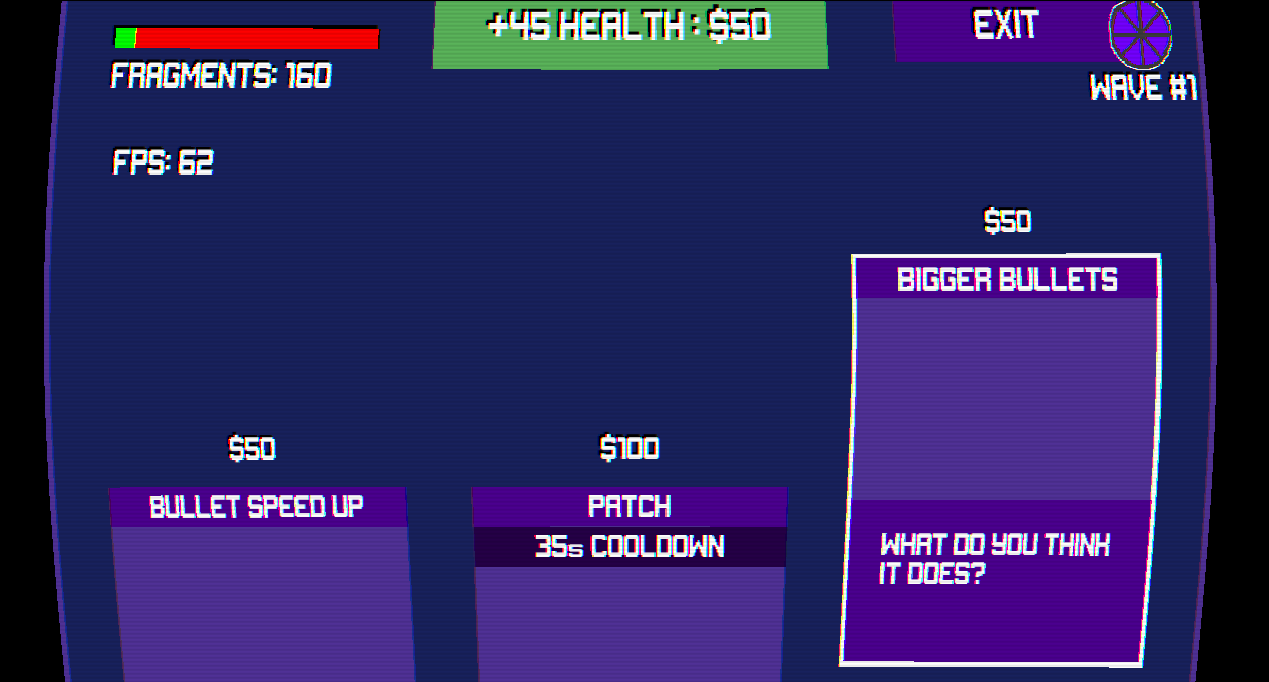 +45 HEALTH : $50
EXIT
FRAGMENTS: 160
WAVE #1
FPS: 62
$50
BULLET SPEED UP
$100
PATCH
35s COOLDOWN
$50
BIGGER BULLETS
WHAT DO YOU THINK
IT DOES?